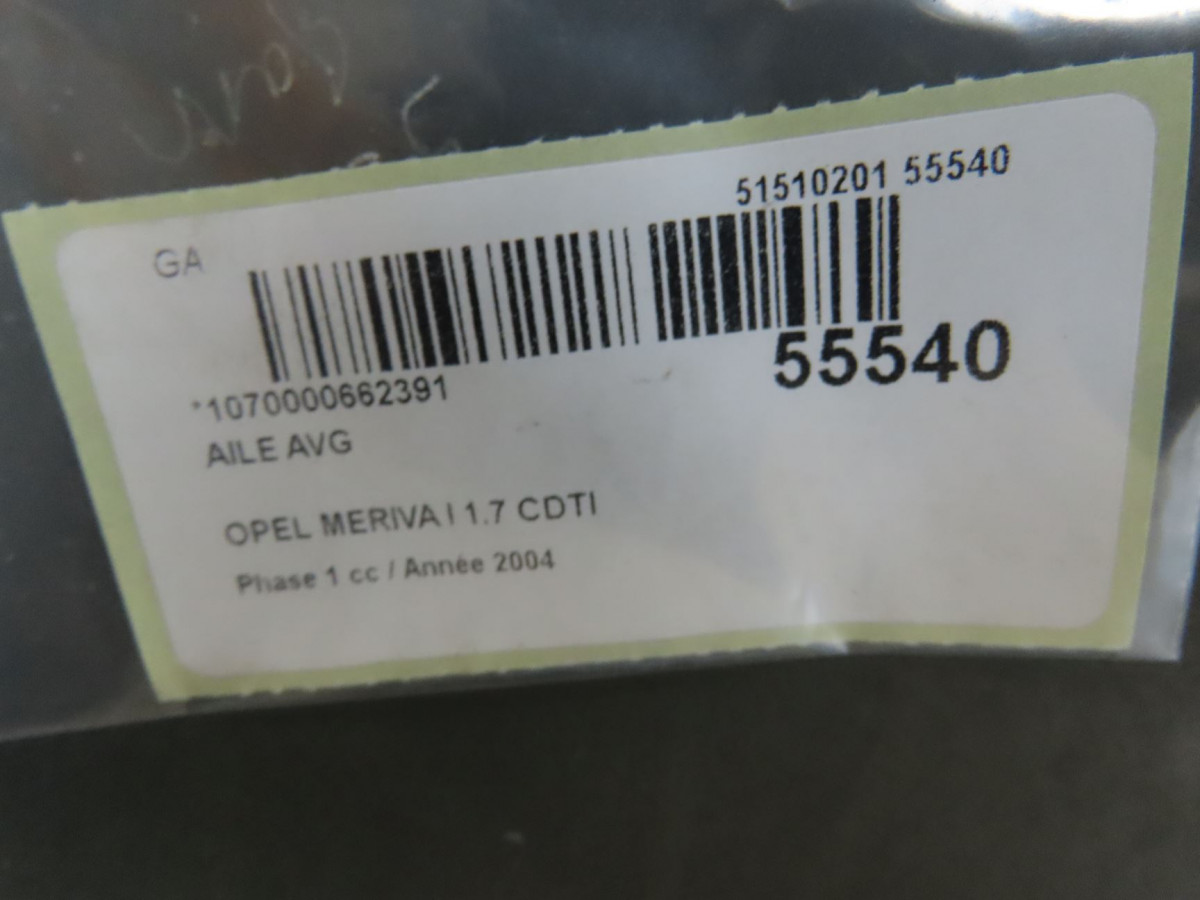 51510201 55540
GA
55540
*1070000662391
AILE AVG
OPEL MERIVA I 1.7 CDTI
Phase 1 cc / Année 2004